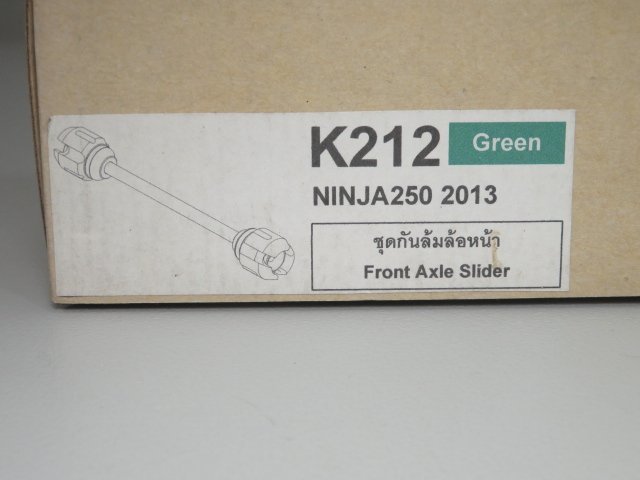 K212 Green
NINJA250 2013
ชุดกันล้มล้อหน้า
Front Axle Slider